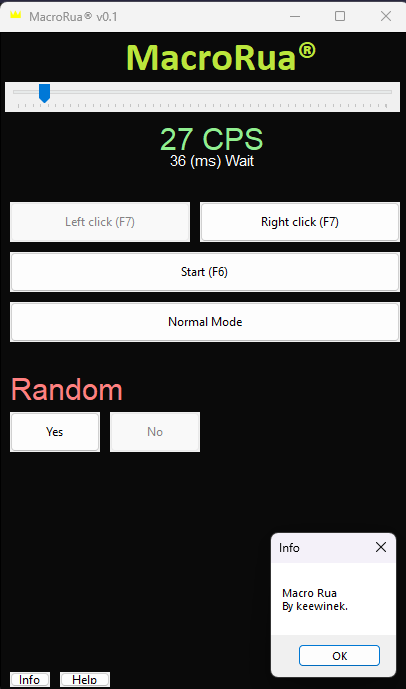 MacroRua® v0.1
MacroRua®
27 CPS
36 (ms) Wait
Left click (F7)
Right click (F7)
Start (F6)
Normal Mode
Random
Yes
No
Info
Macro Rua
By keewinek.
OK
Info
Help